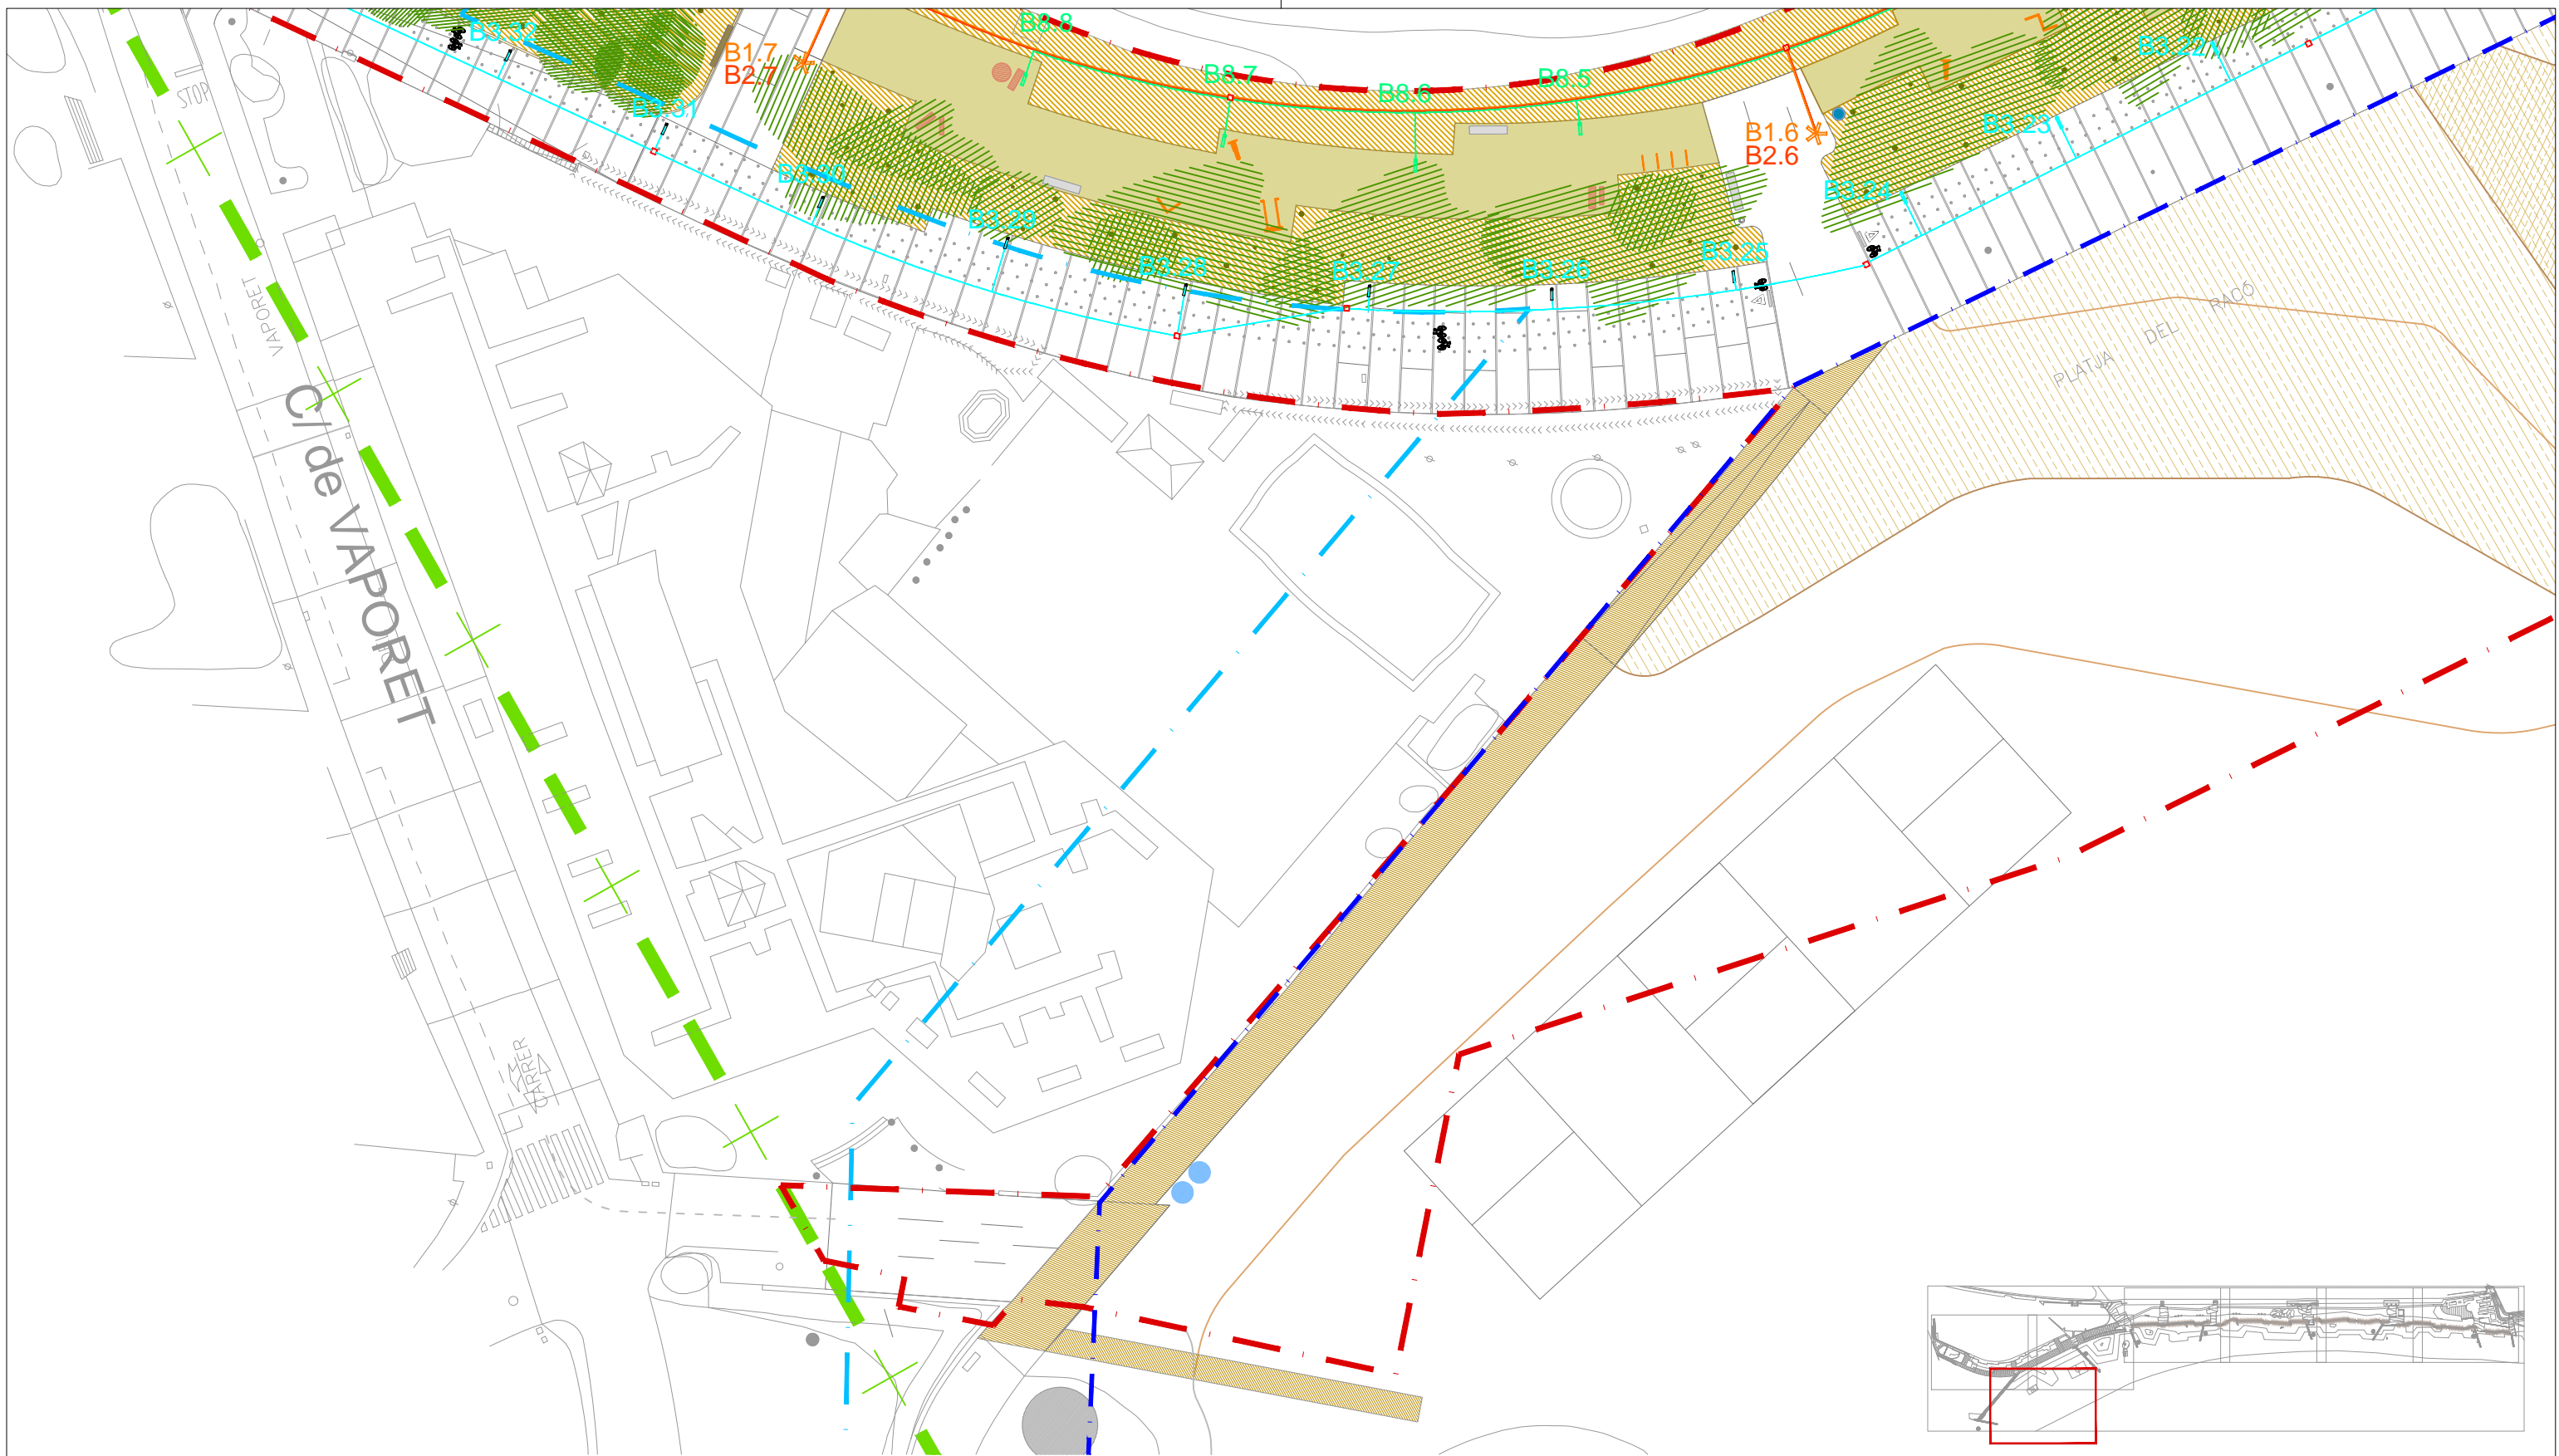 B3.32
B8.8
B1.7
B2.7
B8.7
B8.6
B8.5
B3.22
STOP
B3.31
B1.6
B2.6
B3.23
B3.30
B3.24
B3.29
B3.28
B3.27
B3.26
B3.25
VAPORET
C/ de VAPORET
PLATJA DEL RACÓ
CARRER